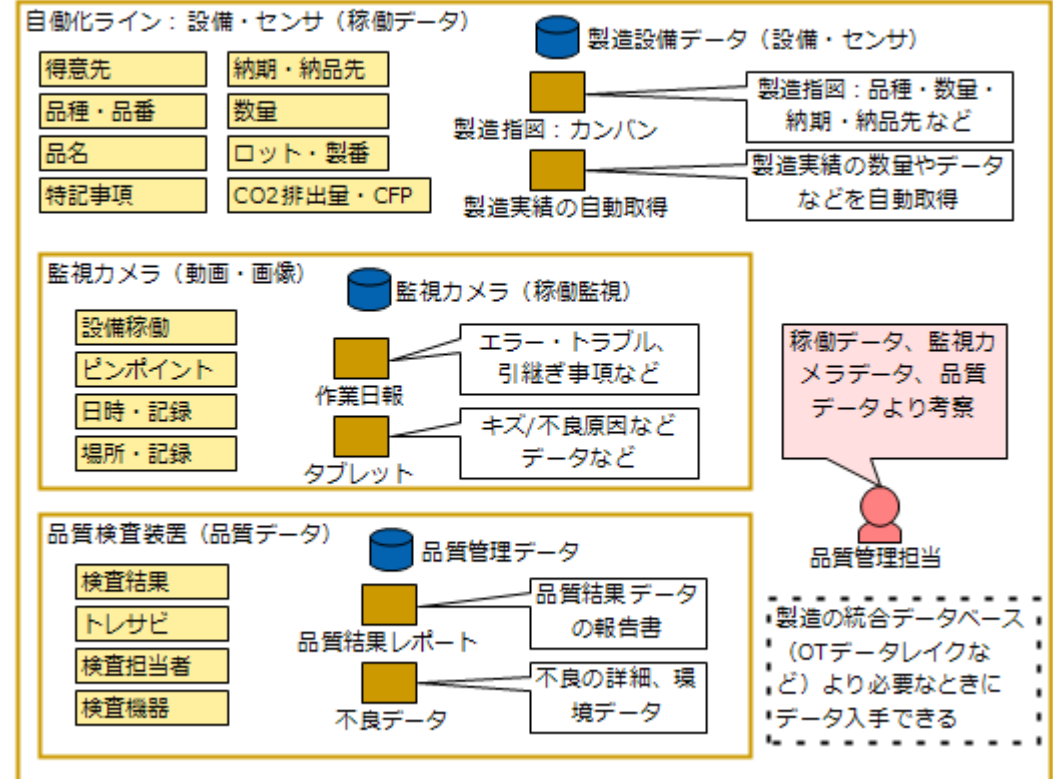 自働化ライン：設備・センサ（稼働データ）
製造設備データ（設備・センサ）
得意先
納期・納品先
品種・品番
数量
品名
ロット・製番
特記事項
CO2排出量・CFP
製造指図：カンバン
製造指図：品種・数量・
納期・納品先など
製造実績の自動取得
製造実績の数量やデータ
などを自動取得
監視カメラ（動画・画像）
監視カメラ（稼働監視）
設備稼働
ピンポイント
日時・記録
場所・記録
作業日報
エラー・トラブル、
引継ぎ事項など
タブレット
キズ/不良原因など
データなど
稼働データ、監視カ
メラデータ、品質
データより考察
品質管理担当
品質検査装置（品質データ）
品質管理データ
検査結果
トレサビ
検査担当者
検査機器
品質結果レポート
品質結果データ
の報告書
不良データ
不良の詳細、環
境データ
製造の統合データベース
（OTデータレイクな
ど）より必要なときに
データ入手できる